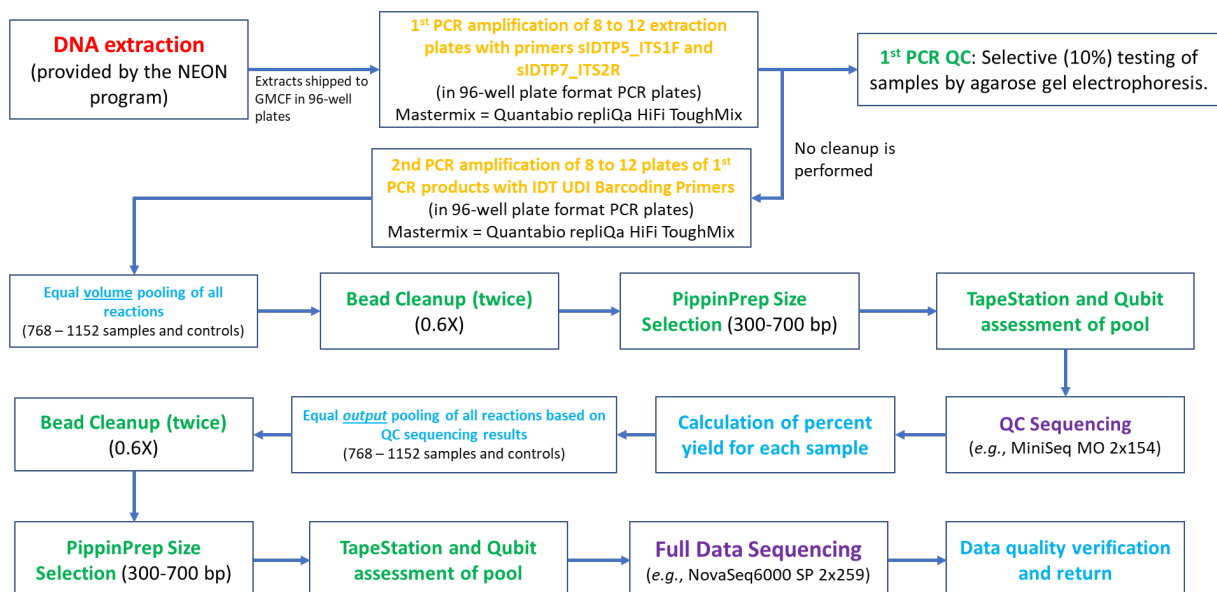 DNA extraction
(provided by the NEON
program)
Extracts shipped to
GMCF in 96-well
plates
1st PCR amplification of 8 to 12 extraction
plates with primers sIDTP5_ITS1F and
sIDTP7_ITS2R
(in 96-well plate format PCR plates)
Mastermix = Quantabio repliQa HiFi ToughMix
1st PCR QC: Selective (10%) testing of
samples by agarose gel electrophoresis.
No cleanup is
performed
2nd PCR amplification of 8 to 12 plates of 1st
PCR products with IDT UDI Barcoding Primers
(in 96-well plate format PCR plates)
Mastermix = Quantabio repliQa HiFi ToughMix
Equal volume pooling of all
reactions
(768 – 1152 samples and controls)
Bead Cleanup (twice)
(0.6X)
PippinPrep Size
Selection (300-700 bp)
TapeStation and Qubit
assessment of pool
QC Sequencing
(e.g., MiniSeq MO 2x154)
Calculation of percent
yield for each sample
Equal output pooling of all reactions based on
QC sequencing results
(768 – 1152 samples and controls)
Bead Cleanup (twice)
(0.6X)
PippinPrep Size
Selection (300-700 bp)
TapeStation and Qubit
assessment of pool
Full Data Sequencing
(e.g., NovaSeq6000 SP 2x259)
Data quality verification
and return